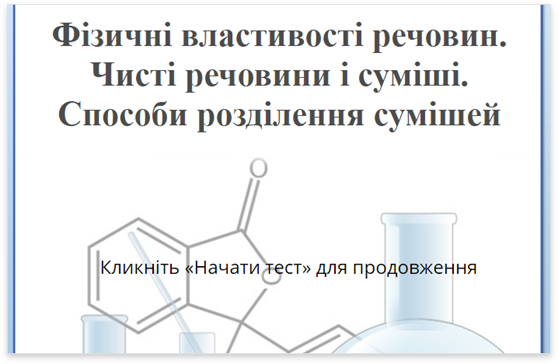 Фізичні властивості речовин.
Чисті речовини і суміші.
Способи розділення сумішей
O
O
Кликніть «Начати тест» для продовження